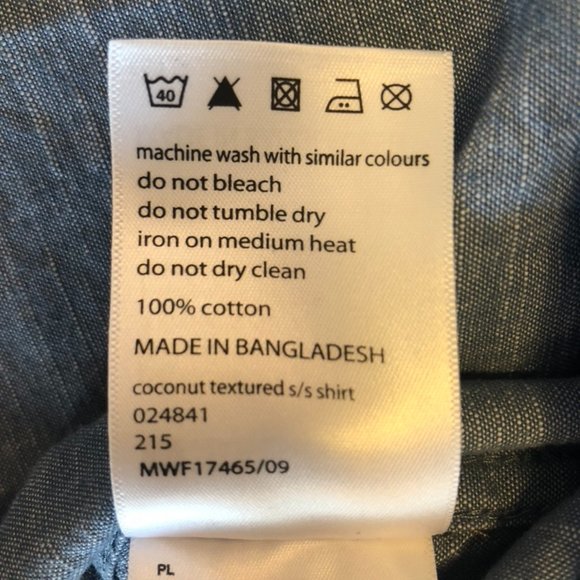 40
machine wash with similar colours
do not bleach
do not tumble dry
iron on medium heat
do not dry clean
100% cotton
MADE IN BANGLADESH
coconut textured s/s shirt
024841
215
MWF17465/09
PL